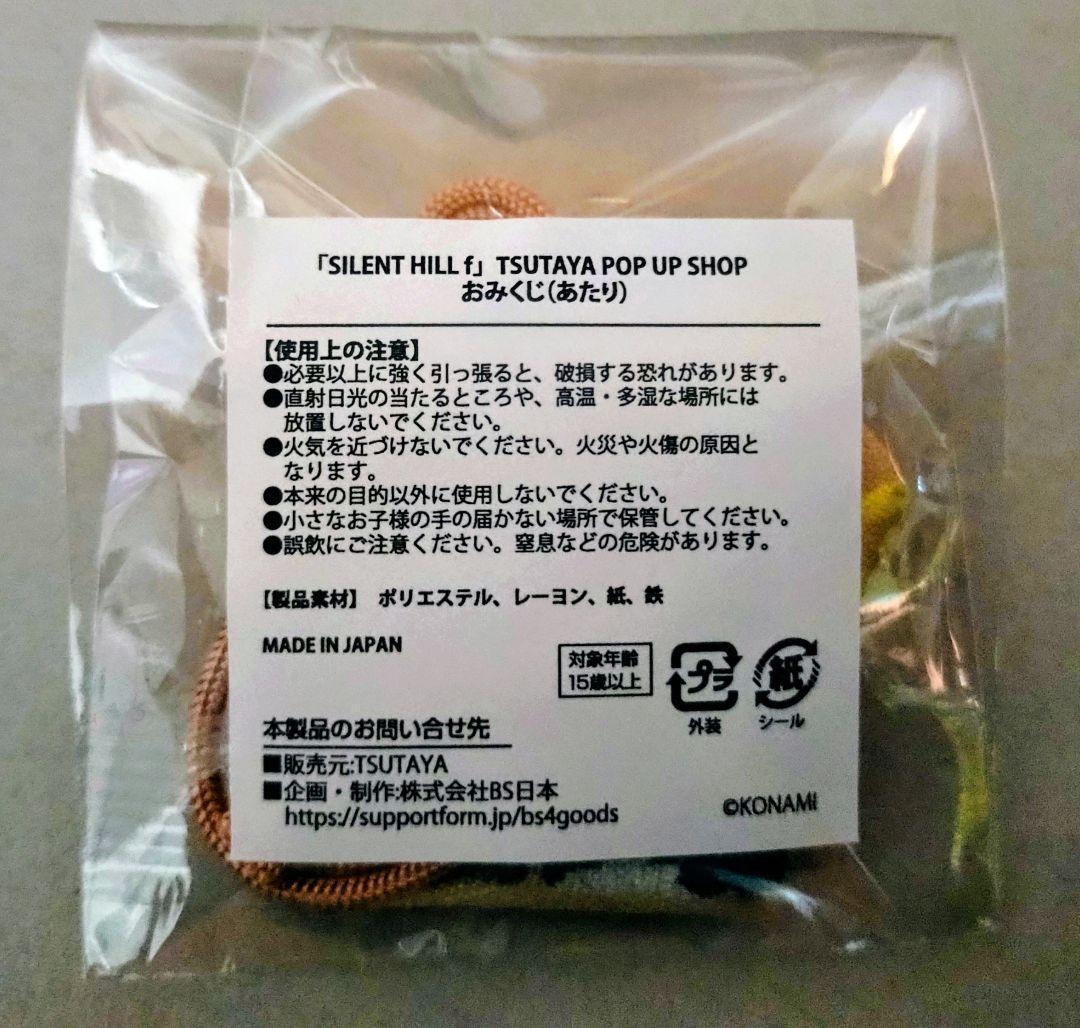 「SILENT HILL f」 TSUTAYA POP UP SHOP
おみくじ(あたり)
【使用上の注意】
●必要以上に強く引っ張ると、破損する恐れがあります。
●直射日光の当たるところや、高温・多湿な場所には
放置しないでください。
●火気を近づけないでください。火災や火傷の原因と
なります。
●本来の目的以外に使用しないでください。
●小さなお子様の手の届かない場所で保管してください。
●誤飲にご注意ください。窒息などの危険があります。
【製品素材】 ポリエステル、レーヨン、紙、鉄
MADE IN JAPAN
対象年齢
15歳以上
プラ
外装
紙
シール
本製品のお問い合せ先
■販売元:TSUTAYA
■企画・制作:株式会社BS日本
https://supportform.jp/bs4goods
©KONAMI